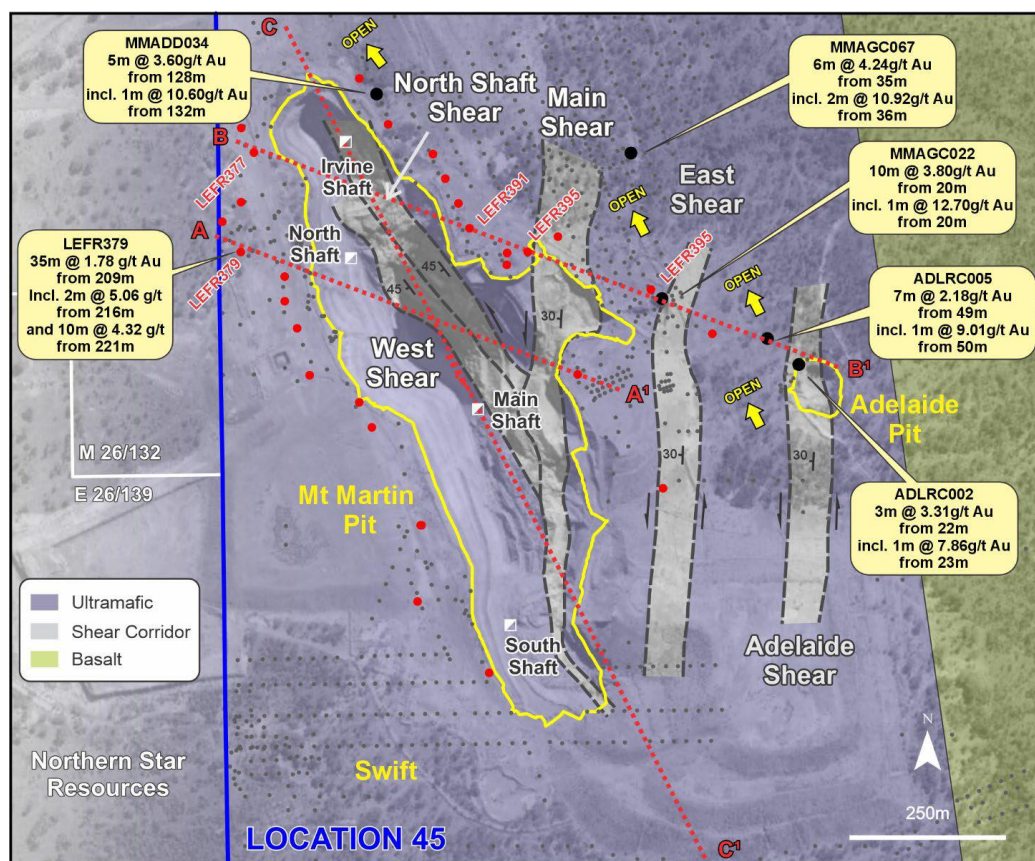 C
OPEN
MMADD034
5m @ 3.60g/t Au
from 128m
incl. 1m @ 10.60g/t Au
from 132m
North Shaft
Shear
Main
Shear
MMAGC067
6m @ 4.24g/t Au
from 35m
incl. 2m @ 10.92g/t Au
from 36m
B
LEFR377
Irvine
Shaft
LEFR391
LEFR395
East
Shear
OPEN
MMAGC022
10m @ 3.80g/t Au
from 20m
incl. 1m @ 12.70g/t Au
from 20m
A
LEFR379
North
Shaft
45
45
30
LEFR395
OPEN
LEFR379
35m @ 1.78 g/t Au
from 209m
Incl. 2m @ 5.06 g/t
from 216m
and 10m @ 4.32 g/t
from 221m
ADLRC005
7m @ 2.18g/t Au
from 49m
incl. 1m @ 9.01g/t Au
from 50m
West
Shear
Main
Shaft
A¹
OPEN
B¹
Adelaide
Pit
M 26/132
E 26/139
Mt Martin
Pit
30
30
ADLRC002
3m @ 3.31g/t Au
from 22m
incl. 1m @ 7.86g/t Au
from 23m
Ultramafic
Shear Corridor
Basalt
South
Shaft
Adelaide
Shear
Northern Star
Resources
Swift
N
250m
LOCATION 45
C¹